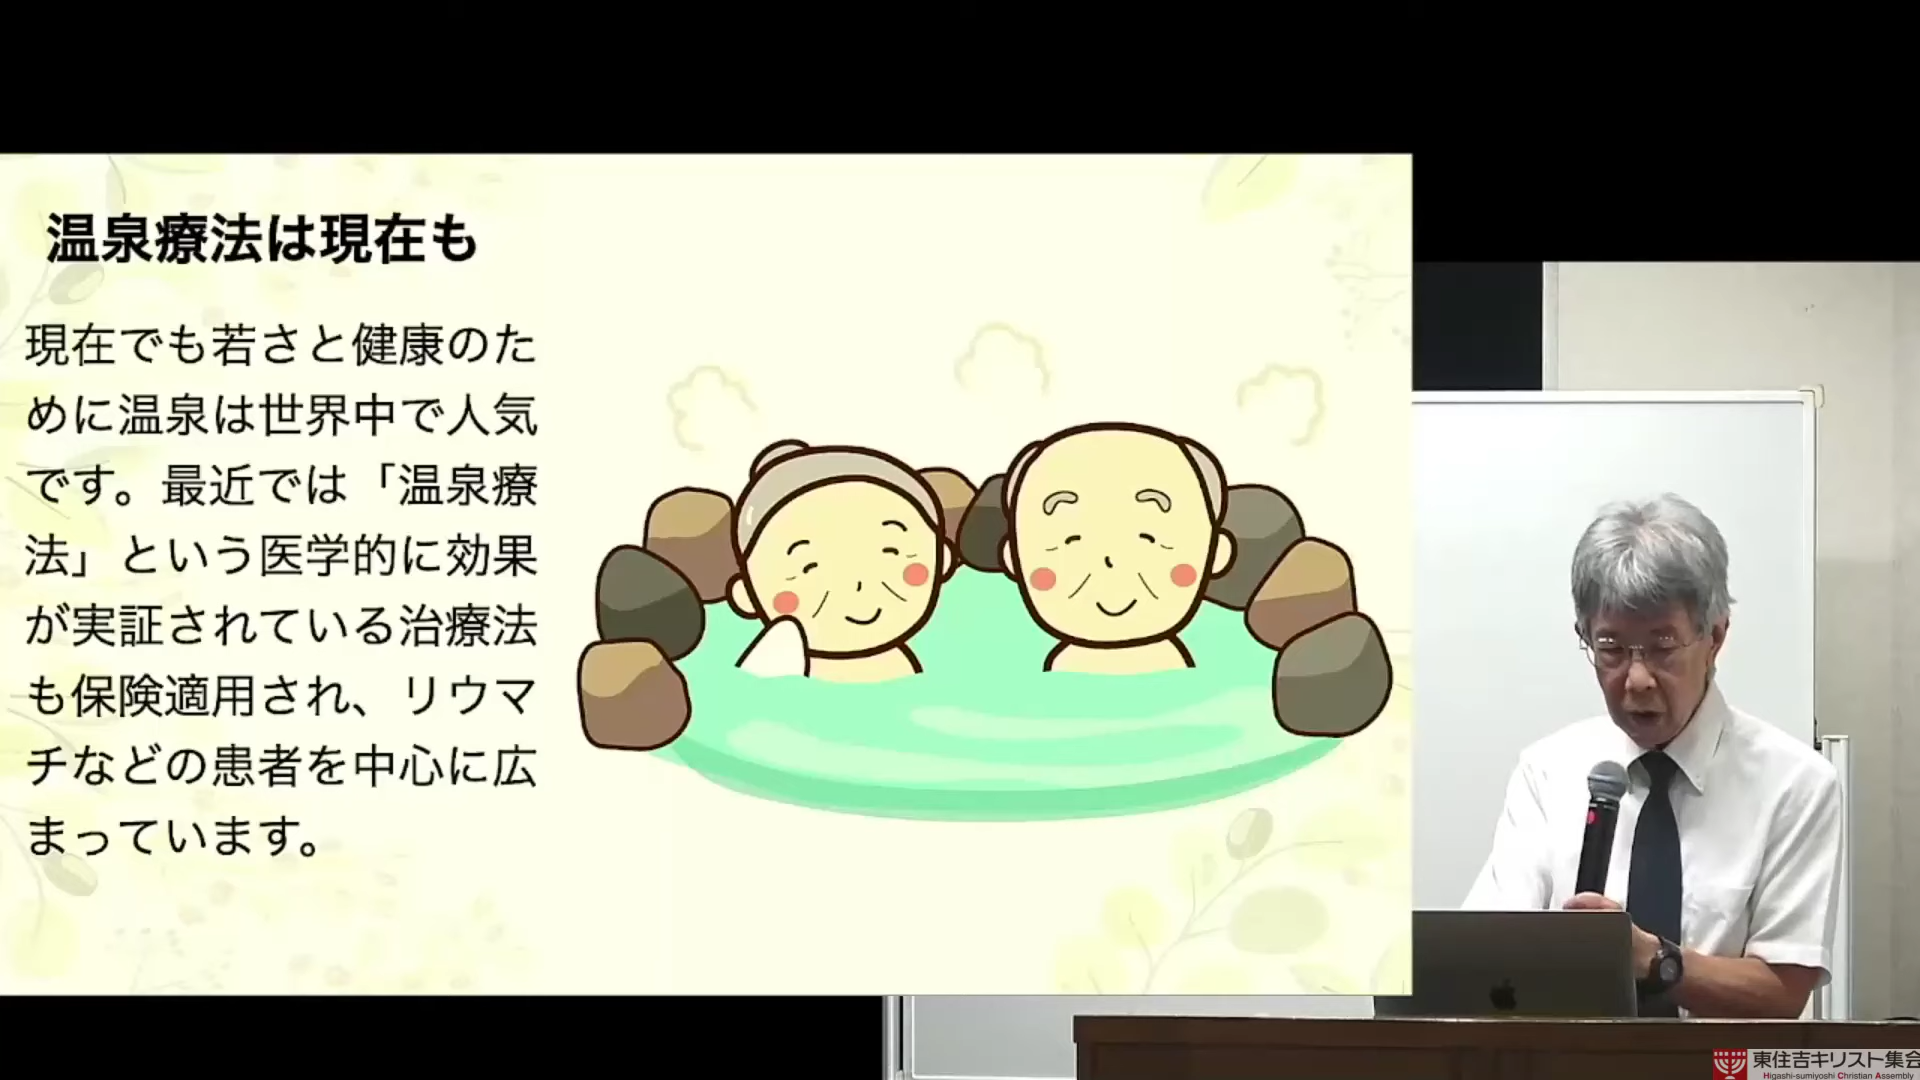 温泉療法は現在も
現在でも若さと健康のた
めに温泉は世界中で人気
です。最近では「温泉療
法」という医学的に効果
が実証されている治療法
も保険適用され、リウマ
チなどの患者を中心に広
まっています。
東住吉キリスト集会
Higashi-sumiyoshi Christian Assembly